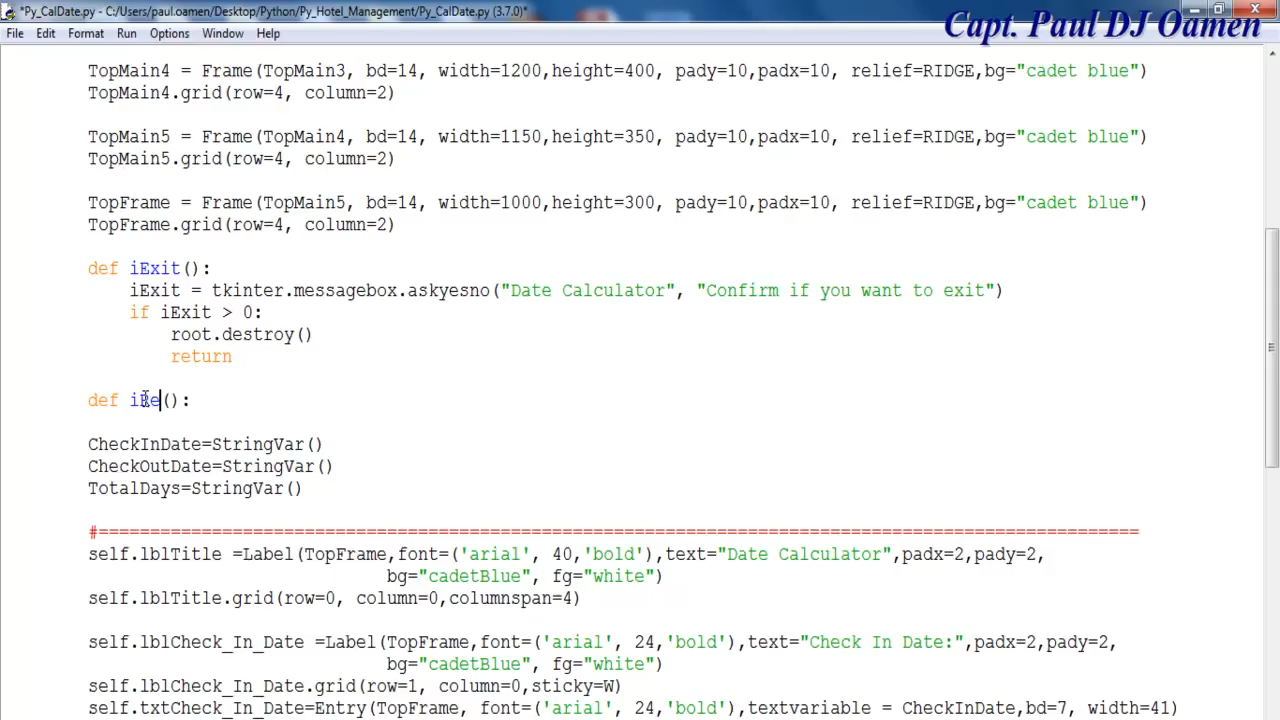 *Py_CalDate.py - C:/Users/paul.oamen/Desktop/Python/Py_Hotel_Management/Py_CalDate.py (3.7.0)*
Capt. Paul DJ Oamen
File Edit Format Run Options Window Help
TopMain4 = Frame(TopMain3, bd=14, width=1200,height=400, pady=10,padx=10, relief=RIDGE,bg="cadet blue")
TopMain4.grid(row=4, column=2)
TopMain5 = Frame(TopMain4, bd=14, width=1150,height=350, pady=10,padx=10, relief=RIDGE,bg="cadet blue")
TopMain5.grid(row=4, column=2)
TopFrame = Frame(TopMain5, bd=14, width=1000,height=300, pady=10,padx=10, relief=RIDGE,bg="cadet blue")
TopFrame.grid(row=4, column=2)
def iExit():
iExit = tkinter.messagebox.askyesno("Date Calculator", "Confirm if you want to exit")
if iExit > 0:
root.destroy()
return
def iRe():
CheckInDate=StringVar()
CheckOutDate=StringVar()
TotalDays=StringVar()
#=====================================================================================================
self.lblTitle =Label(TopFrame,font=('arial', 40,'bold'),text="Date Calculator",padx=2,pady=2,
bg="cadetBlue", fg="white")
self.lblTitle.grid(row=0, column=0,columnspan=4)
self.lblCheck_In_Date =Label(TopFrame,font=('arial', 24,'bold'),text="Check In Date:",padx=2,pady=2,
bg="cadetBlue", fg="white")
self.lblCheck_In_Date.grid(row=1, column=0,sticky=W)
self.txtCheck_In_Date=Entry(TopFrame, font=('arial', 24,'bold'),textvariable = CheckInDate,bd=7, width=41)